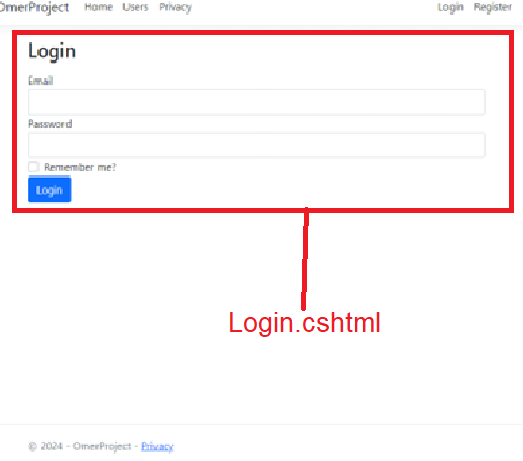 OmerProject Home Users Privacy Login Register
Login
Email
Password
Remember me?
Login
Login.cshtml
© 2024 - OmerProject - Privacy